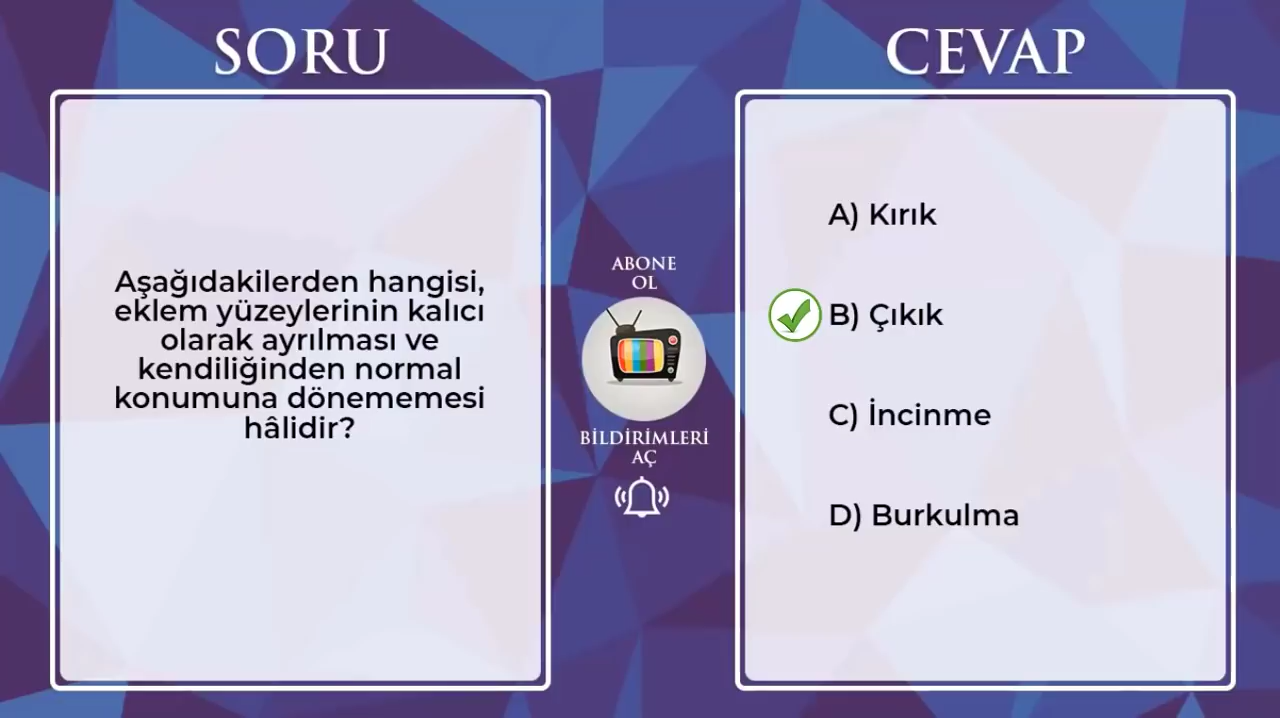 SORU
Aşağıdakilerden hangisi,
eklem yüzeylerinin kalıcı
olarak ayrılması ve
kendiliğinden normal
konumuna dönememesi
hâlidir?
ABONE
OL
BİLDİRİMLERİ
AÇ
CEVAP
A) Kırık
B) Çıkık
C) İncinme
D) Burkulma